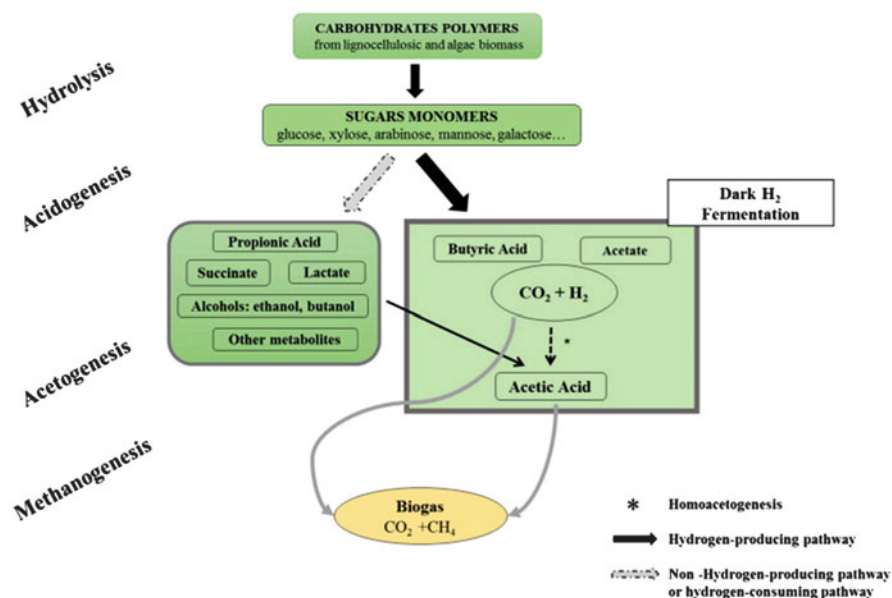 CARBOHYDRATES POLYMERS
from lignocellulosic and algae biomass
Hydrolysis
SUGARS MONOMERS
glucose, xylose, arabinose, mannose, galactose…
Acidogenesis
Dark H₂
Fermentation
Propionic Acid
Succinate
Lactate
Alcohols: ethanol, butanol
Other metabolites
Butyric Acid
Acetate
CO₂ + H₂
*
Acetic Acid
Acetogenesis
Methanogenesis
Biogas
CO₂ +CH₄
* Homoacetogenesis
Hydrogen-producing pathway
Non -Hydrogen-producing pathway
or hydrogen-consuming pathway